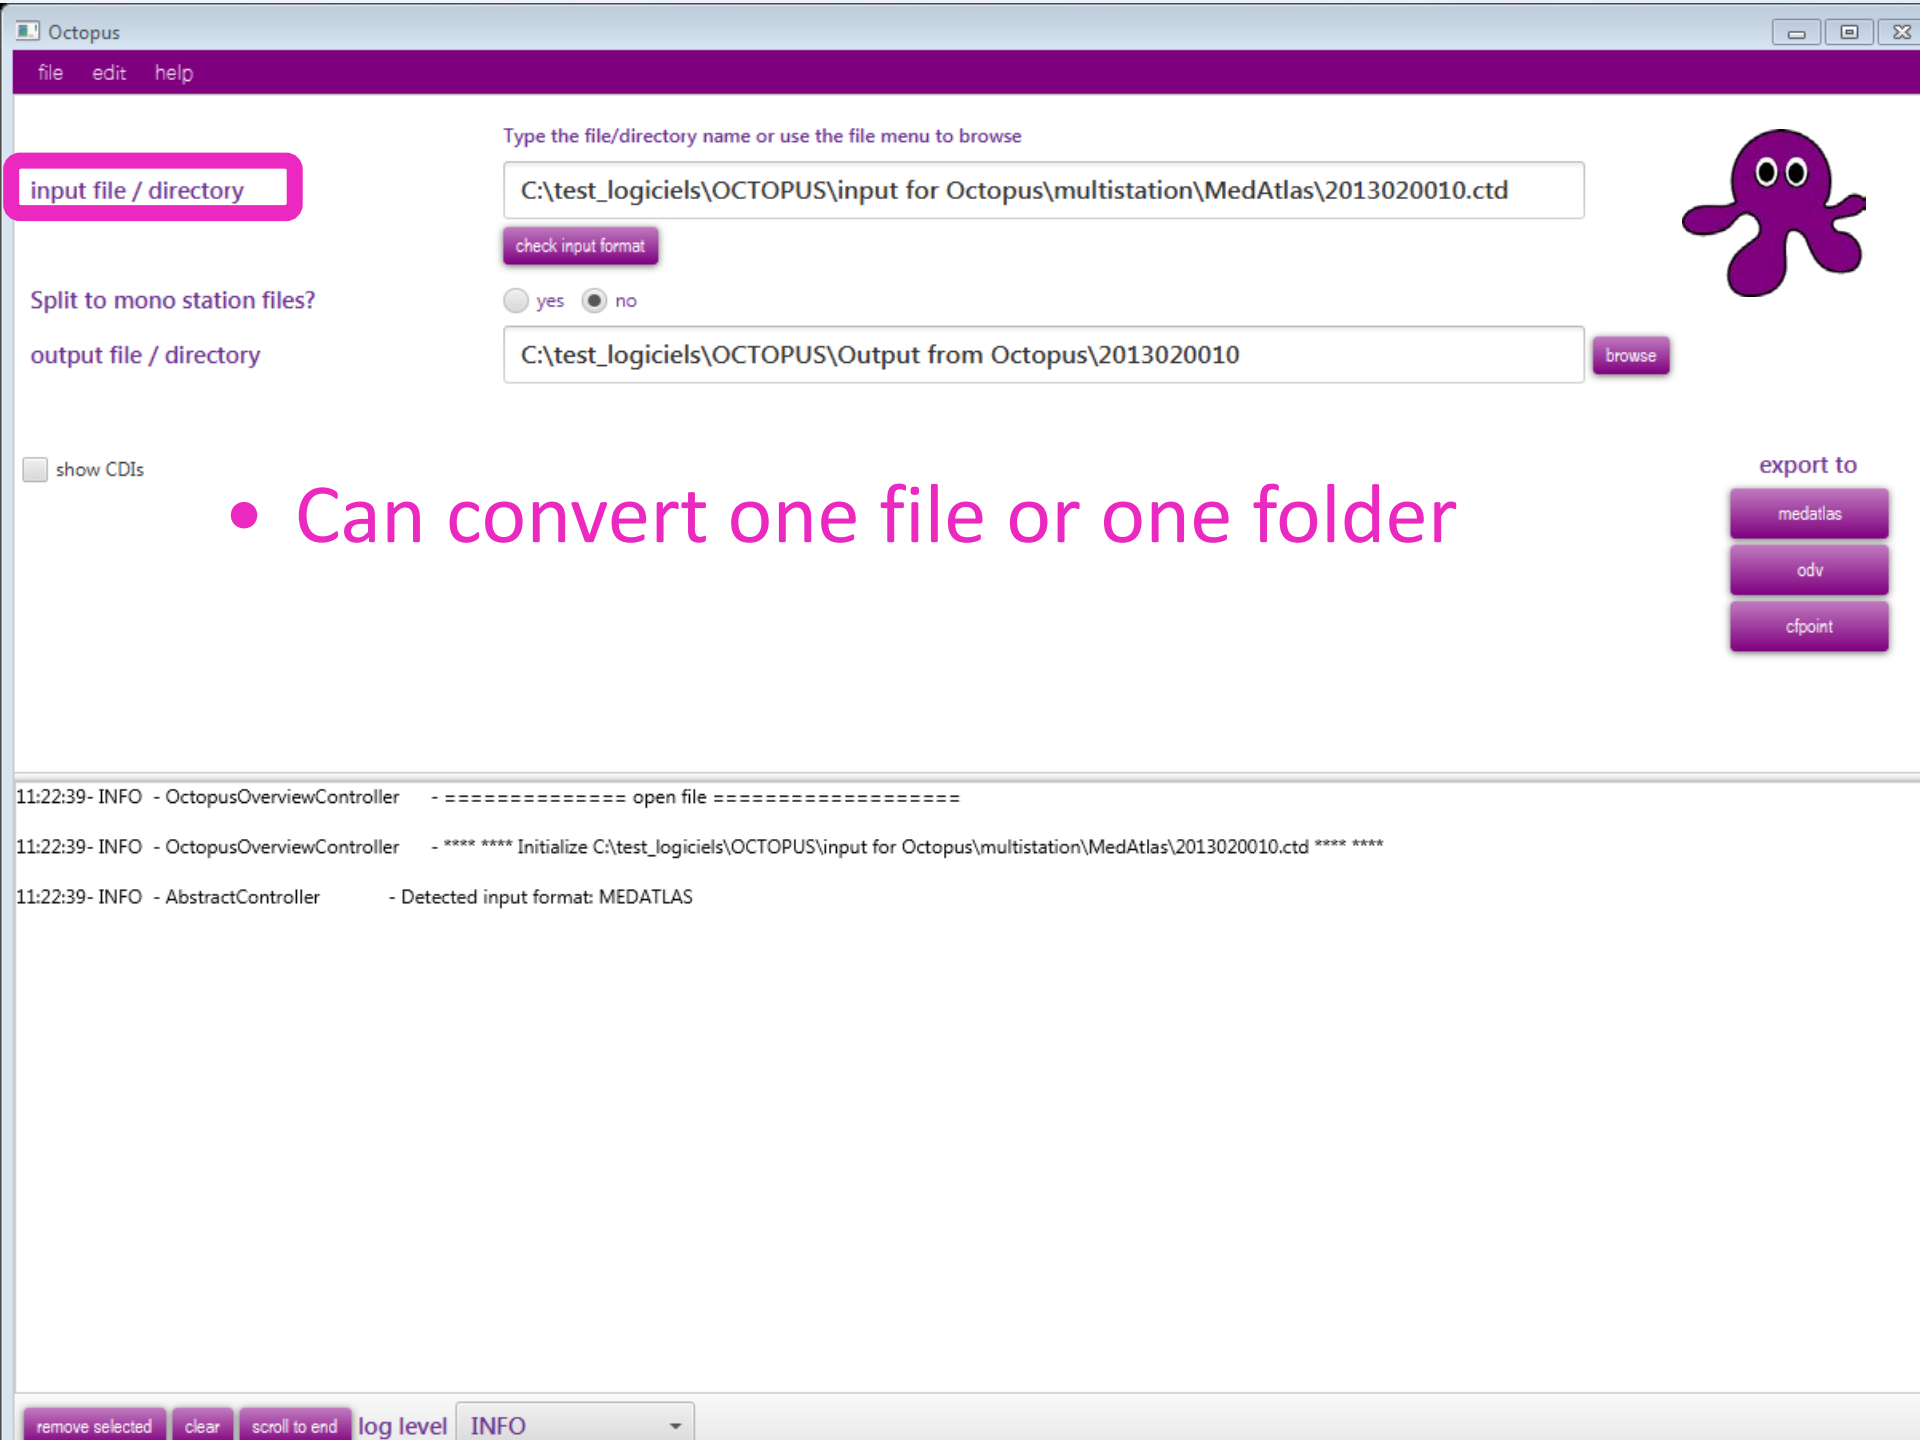 Octopus
file edit help
Type the file/directory name or use the file menu to browse
input file / directory
C:\test_logiciels\OCTOPUS\input for Octopus\multistation\MedAtlas\2013020010.ctd
check input format
Split to mono station files?
yes no
output file / directory
C:\test_logiciels\OCTOPUS\Output from Octopus\2013020010
browse
show CDIs
export to
• Can convert one file or one folder
medatlas
odv
cfpoint
11:22:39- INFO - OctopusOverviewController - ============== open file ===================
11:22:39- INFO - OctopusOverviewController - **** **** Initialize C:\test_logiciels\OCTOPUS\input for Octopus\multistation\MedAtlas\2013020010.ctd **** ****
11:22:39- INFO - AbstractController - Detected input format: MEDATLAS
remove selected clear scroll to end log level INFO